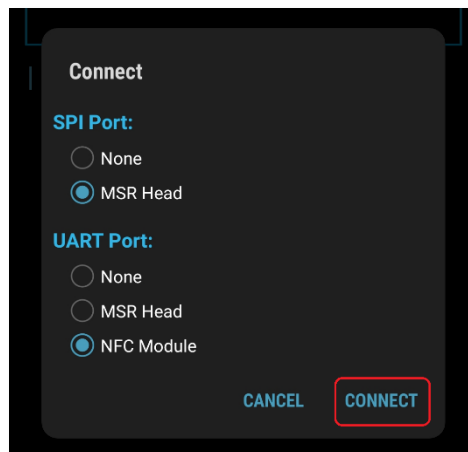 Connect
SPI Port:
None
MSR Head
UART Port:
None
MSR Head
NFC Module
CANCEL CONNECT